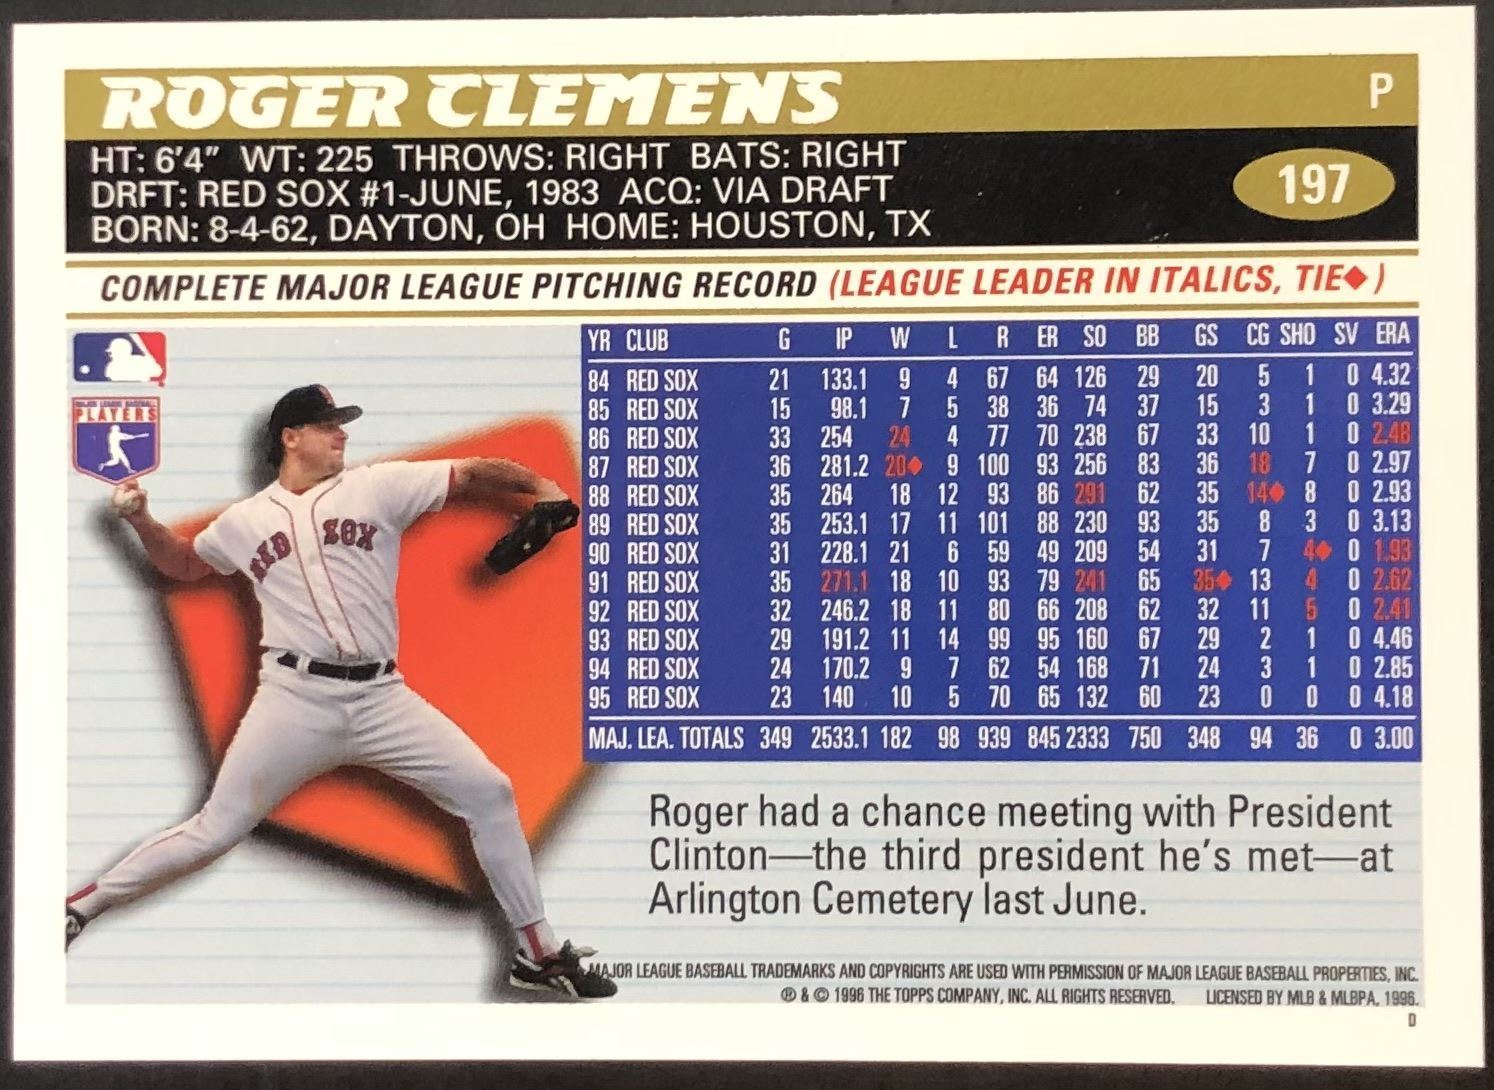 ROGER CLEMENS P
HT: 6'4" WT: 225 THROWS: RIGHT BATS: RIGHT
DRFT: RED SOX #1-JUNE, 1983 ACQ: VIA DRAFT
197
BORN: 8-4-62, DAYTON, OH HOME: HOUSTON, TX
COMPLETE MAJOR LEAGUE PITCHING RECORD (LEAGUE LEADER IN ITALICS, TIE♦)
MAJOR LEAGUE BASEBALL
PLAYERS
YR CLUB G IP W L R ER SO BB GS CG SHO SV ERA
84 RED SOX 21 133.1 9 4 67 64 126 29 20 5 1 0 4.32
85 RED SOX 15 98.1 7 5 38 36 74 37 15 3 1 0 3.29
86 RED SOX 33 254 24 4 77 70 238 67 33 10 1 0 2.48
87 RED SOX 36 281.2 20♦ 9 100 93 256 83 36 18 7 0 2.97
88 RED SOX 35 264 18 12 93 86 291 62 35 14♦ 8 0 2.93
89 RED SOX 35 253.1 17 11 101 88 230 93 35 8 3 0 3.13
90 RED SOX 31 228.1 21 6 59 49 209 54 31 7 4♦ 0 1.93
91 RED SOX 35 271.1 18 10 93 79 241 65 35♦ 13 4 0 2.62
92 RED SOX 32 246.2 18 11 80 66 208 62 32 11 5 0 2.41
93 RED SOX 29 191.2 11 14 99 95 160 67 29 2 1 0 4.46
94 RED SOX 24 170.2 9 7 62 54 168 71 24 3 1 0 2.85
95 RED SOX 23 140 10 5 70 65 132 60 23 0 0 0 4.18
MAJ. LEA. TOTALS 349 2533.1 182 98 939 845 2333 750 348 94 36 0 3.00
RED SOX
Roger had a chance meeting with President
Clinton—the third president he's met—at
Arlington Cemetery last June.
MAJOR LEAGUE BASEBALL TRADEMARKS AND COPYRIGHTS ARE USED WITH PERMISSION OF MAJOR LEAGUE BASEBALL PROPERTIES, INC.
® & © 1996 THE TOPPS COMPANY, INC. ALL RIGHTS RESERVED. LICENSED BY MLB & MLBPA, 1996.
D